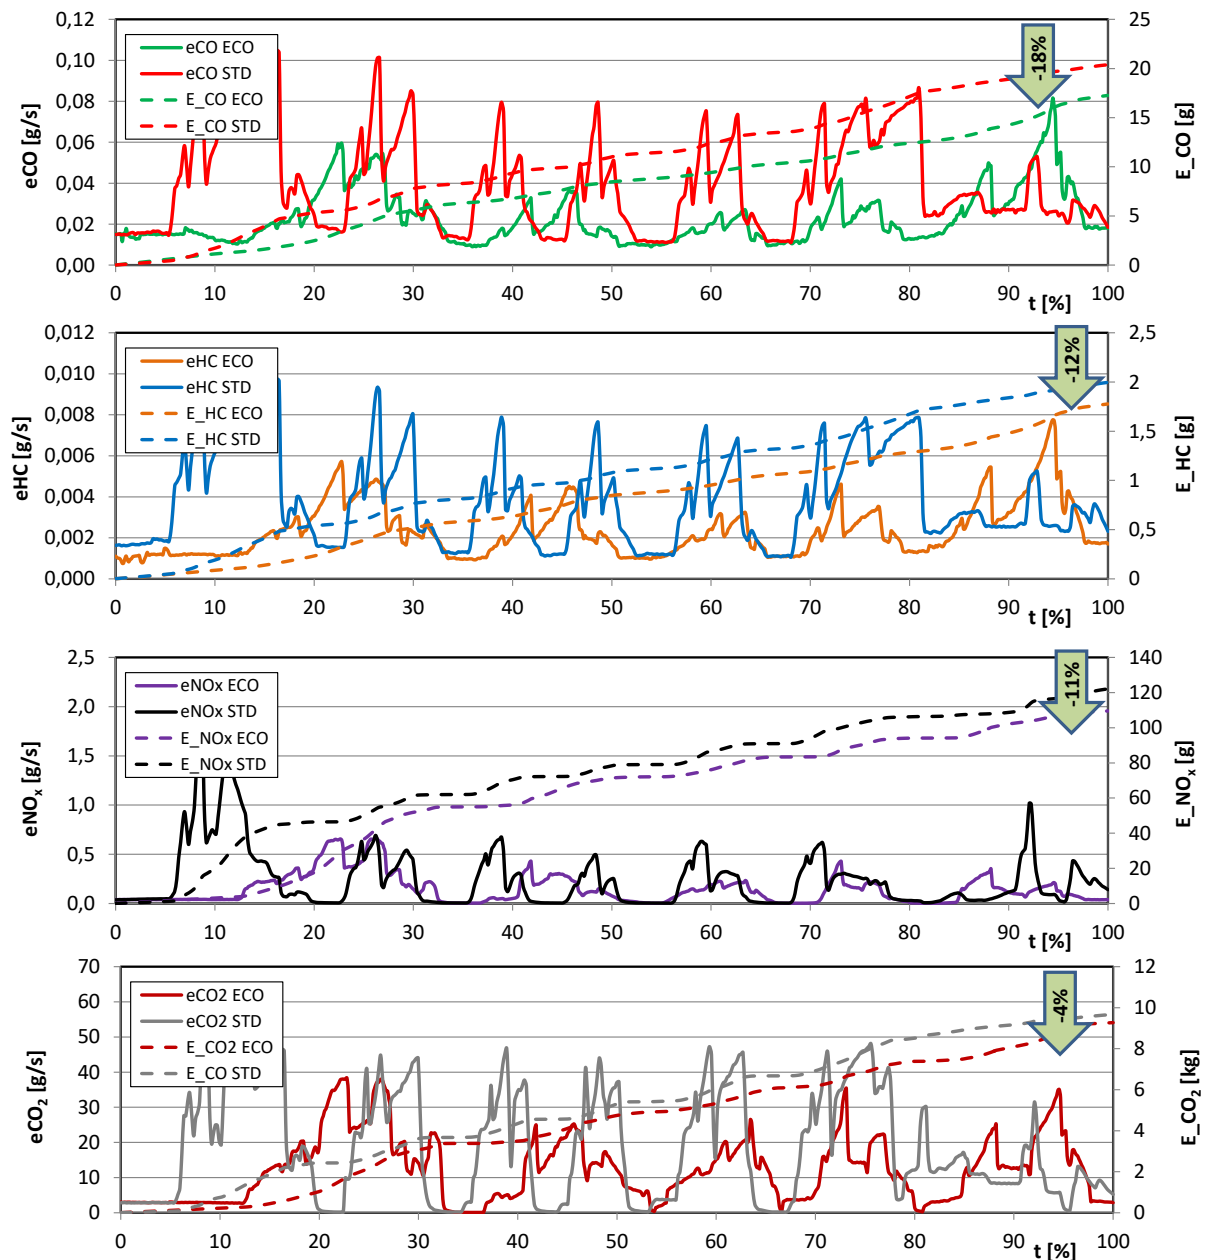 0,12
0,10
0,08
0,06
0,04
0,02
0,00
eCO [g/s]
eCO ECO
eCO STD
E_CO ECO
E_CO STD
-18%
25
20
15
10
5
0
E_CO [g]
0 10 20 30 40 50 60 70 80 90 100
t [%]
0,012
0,010
0,008
0,006
0,004
0,002
0,000
eHC [g/s]
eHC ECO
eHC STD
E_HC ECO
E_HC STD
-12%
2,5
2
1,5
1
0,5
0
E_HC [g]
0 10 20 30 40 50 60 70 80 90 100
t [%]
2,5
2,0
1,5
1,0
0,5
0,0
eNOx [g/s]
eNOx ECO
eNOx STD
E_NOx ECO
E_NOx STD
-11%
140
120
100
80
60
40
20
0
E_NOx [g]
0 10 20 30 40 50 60 70 80 90 100
t [%]
70
60
50
40
30
20
10
0
eCO2 [g/s]
eCO2 ECO
eCO2 STD
E_CO2 ECO
E_CO STD
-4%
12
10
8
6
4
2
0
E_CO2 [kg]
0 10 20 30 40 50 60 70 80 90 100
t [%]